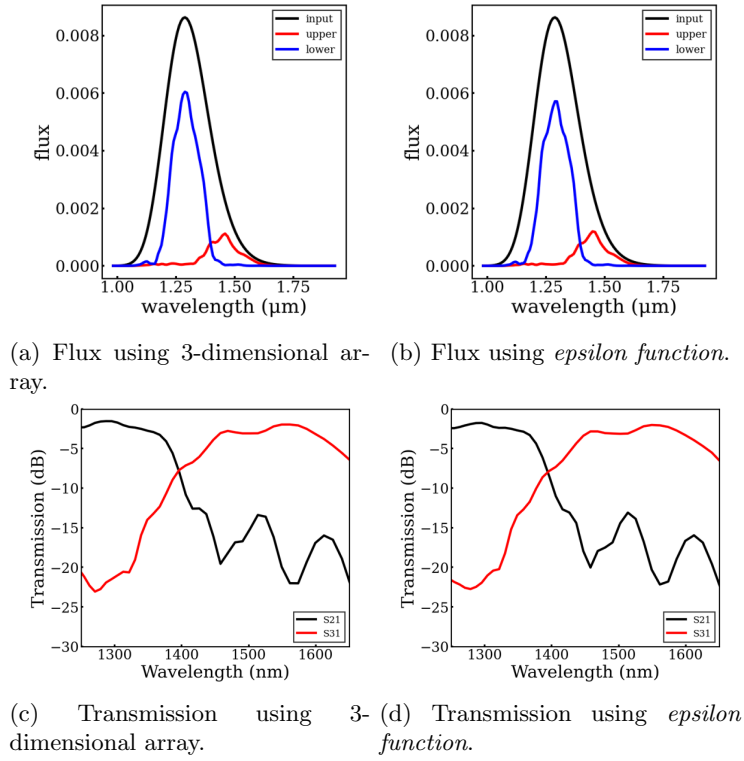 0.008
0.006
0.004
0.002
0.000
flux
input
upper
lower
1.00 1.25 1.50 1.75
wavelength (μm)
0.008
0.006
0.004
0.002
0.000
flux
input
upper
lower
1.00 1.25 1.50 1.75
wavelength (μm)
(a) Flux using 3-dimensional ar-
ray.
(b) Flux using epsilon function.
0
−5
−10
−15
−20
−25
−30
Transmission (dB)
S21
S31
1300 1400 1500 1600
Wavelength (nm)
0
−5
−10
−15
−20
−25
−30
Transmission (dB)
S21
S31
1300 1400 1500 1600
Wavelength (nm)
(c) Transmission using 3-
dimensional array.
(d) Transmission using epsilon
function.